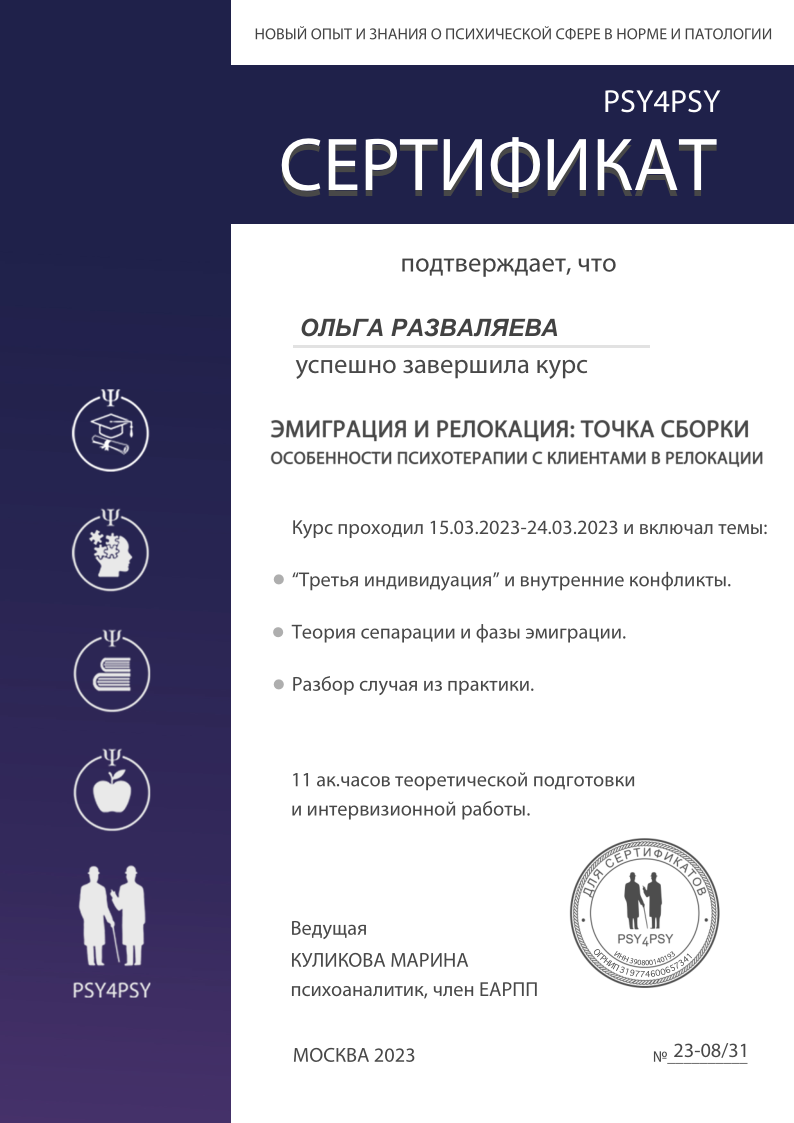 НОВЫЙ ОПЫТ И ЗНАНИЯ О ПСИХИЧЕСКОЙ СФЕРЕ В НОРМЕ И ПАТОЛОГИИ
PSY4PSY
СЕРТИФИКАТ
подтверждает, что
ОЛЬГА РАЗВАЛЯЕВА
успешно завершила курс
ЭМИГРАЦИЯ И РЕЛОКАЦИЯ: ТОЧКА СБОРКИ
ОСОБЕННОСТИ ПСИХОТЕРАПИИ С КЛИЕНТАМИ В РЕЛОКАЦИИ
Курс проходил 15.03.2023-24.03.2023 и включал темы:
“Третья индивидуация” и внутренние конфликты.
Теория сепарации и фазы эмиграции.
Разбор случая из практики.
11 ак.часов теоретической подготовки
и интервизионной работы.
ДЛЯ СЕРТИФИКАТОВ
PSY4PSY
ИНН 390800140193
ОГРНИП 319774600657341
Ведущая
КУЛИКОВА МАРИНА
психоаналитик, член ЕАРПП
PSY4PSY
МОСКВА 2023
№ 23-08/31